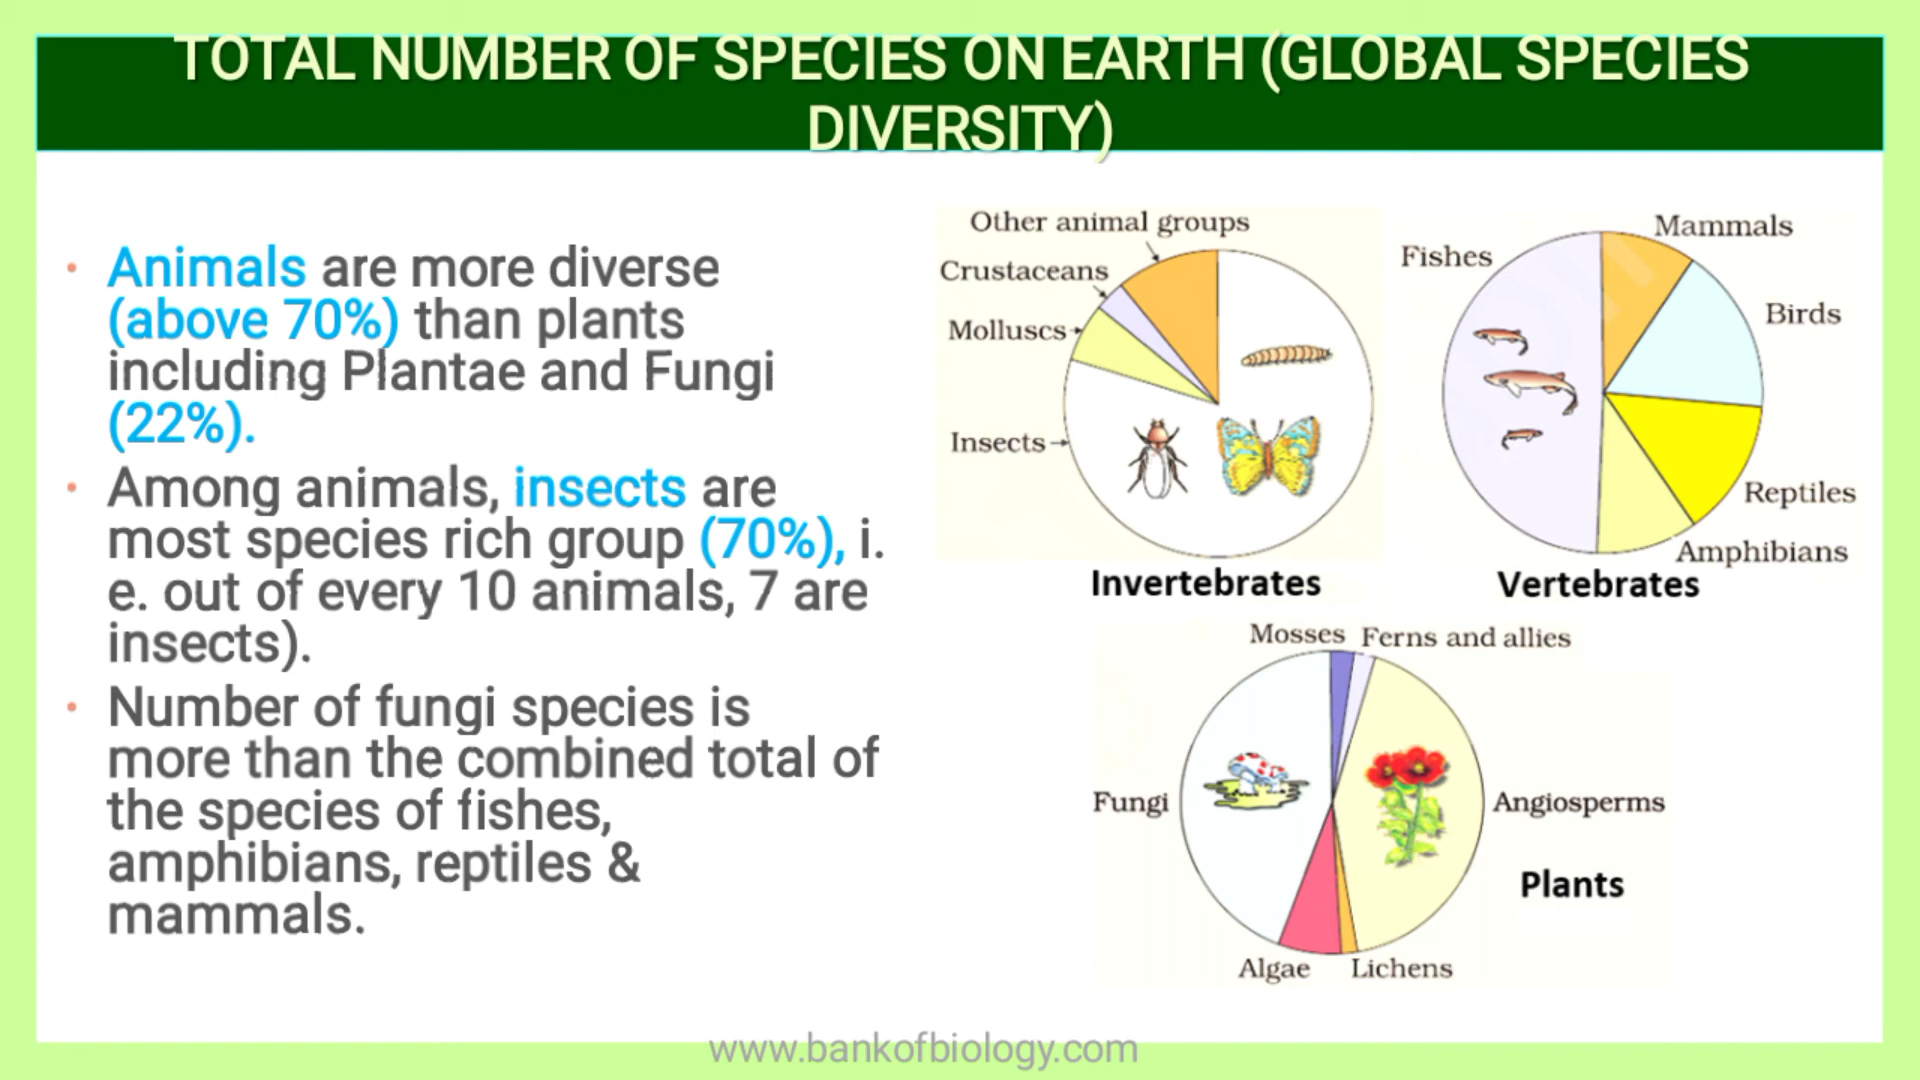 TOTAL NUMBER OF SPECIES ON EARTH (GLOBAL SPECIES
DIVERSITY)
• Animals are more diverse
(above 70%) than plants
including Plantae and Fungi
(22%).
• Among animals, insects are
most species rich group (70%), i.
e. out of every 10 animals, 7 are
insects).
• Number of fungi species is
more than the combined total of
the species of fishes,
amphibians, reptiles &
mammals.
Other animal groups
Crustaceans
Molluscs
Insects
Invertebrates
Mammals
Fishes
Birds
Reptiles
Amphibians
Vertebrates
Mosses Ferns and allies
Fungi
Angiosperms
Plants
Algae Lichens
www.bankofbiology.com